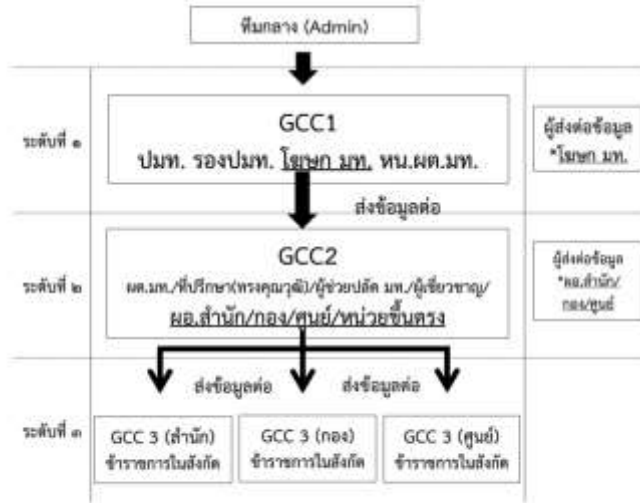 ทีมกลาง (Admin)
ระดับที่ ๑
GCC1
ปมท. รองปมท. โฆษก มท. หน.ผต.มท.
ผู้ส่งต่อข้อมูล
*โฆษก มท.
ส่งข้อมูลต่อ
ระดับที่ ๒
GCC2
ผต.มท./ที่ปรึกษา(ทรงคุณวุฒิ)/ผู้ช่วยปลัด มท./ผู้เชี่ยวชาญ/
ผอ.สำนัก/กอง/ศูนย์/หน่วยขึ้นตรง
ผู้ส่งต่อข้อมูล
*ผอ.สำนัก/
กอง/ศูนย์
ส่งข้อมูลต่อ
ส่งข้อมูลต่อ
ระดับที่ ๓
GCC 3 (สำนัก)
ข้าราชการในสังกัด
GCC 3 (กอง)
ข้าราชการในสังกัด
GCC 3 (ศูนย์)
ข้าราชการในสังกัด